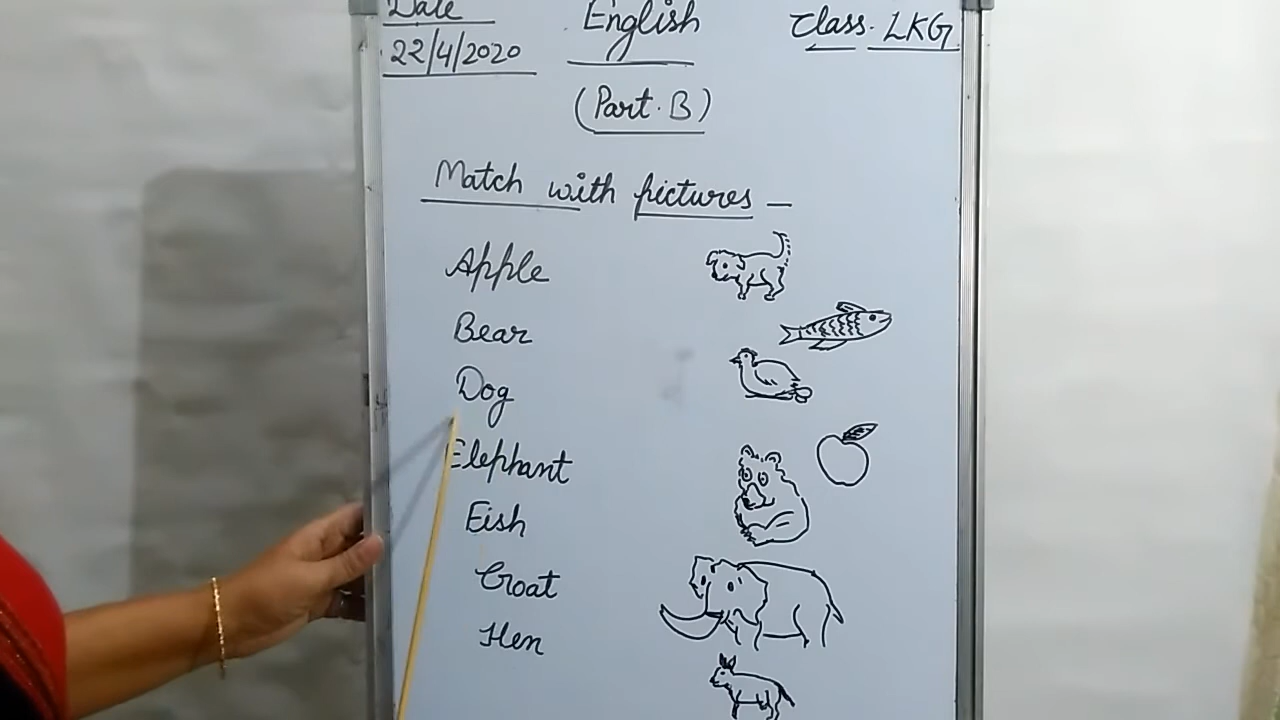 Date English Class. LKG
22/4/2020
(Part. B)
Match with pictures -
Apple
Bear
Dog
Elephant
Fish
Goat
Hen